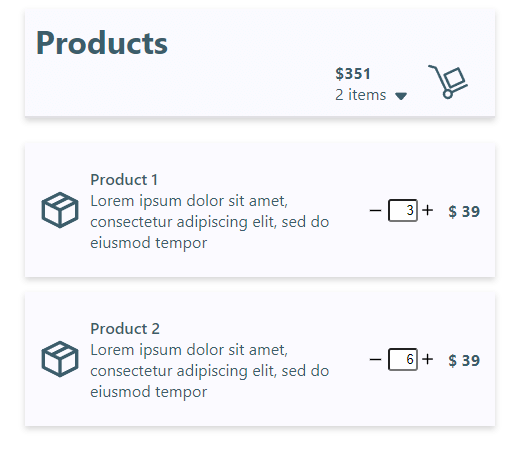 Products
$351
2 items
Product 1
Lorem ipsum dolor sit amet,
consectetur adipiscing elit, sed do
eiusmod tempor
− 3 + $ 39
Product 2
Lorem ipsum dolor sit amet,
consectetur adipiscing elit, sed do
eiusmod tempor
− 6 + $ 39